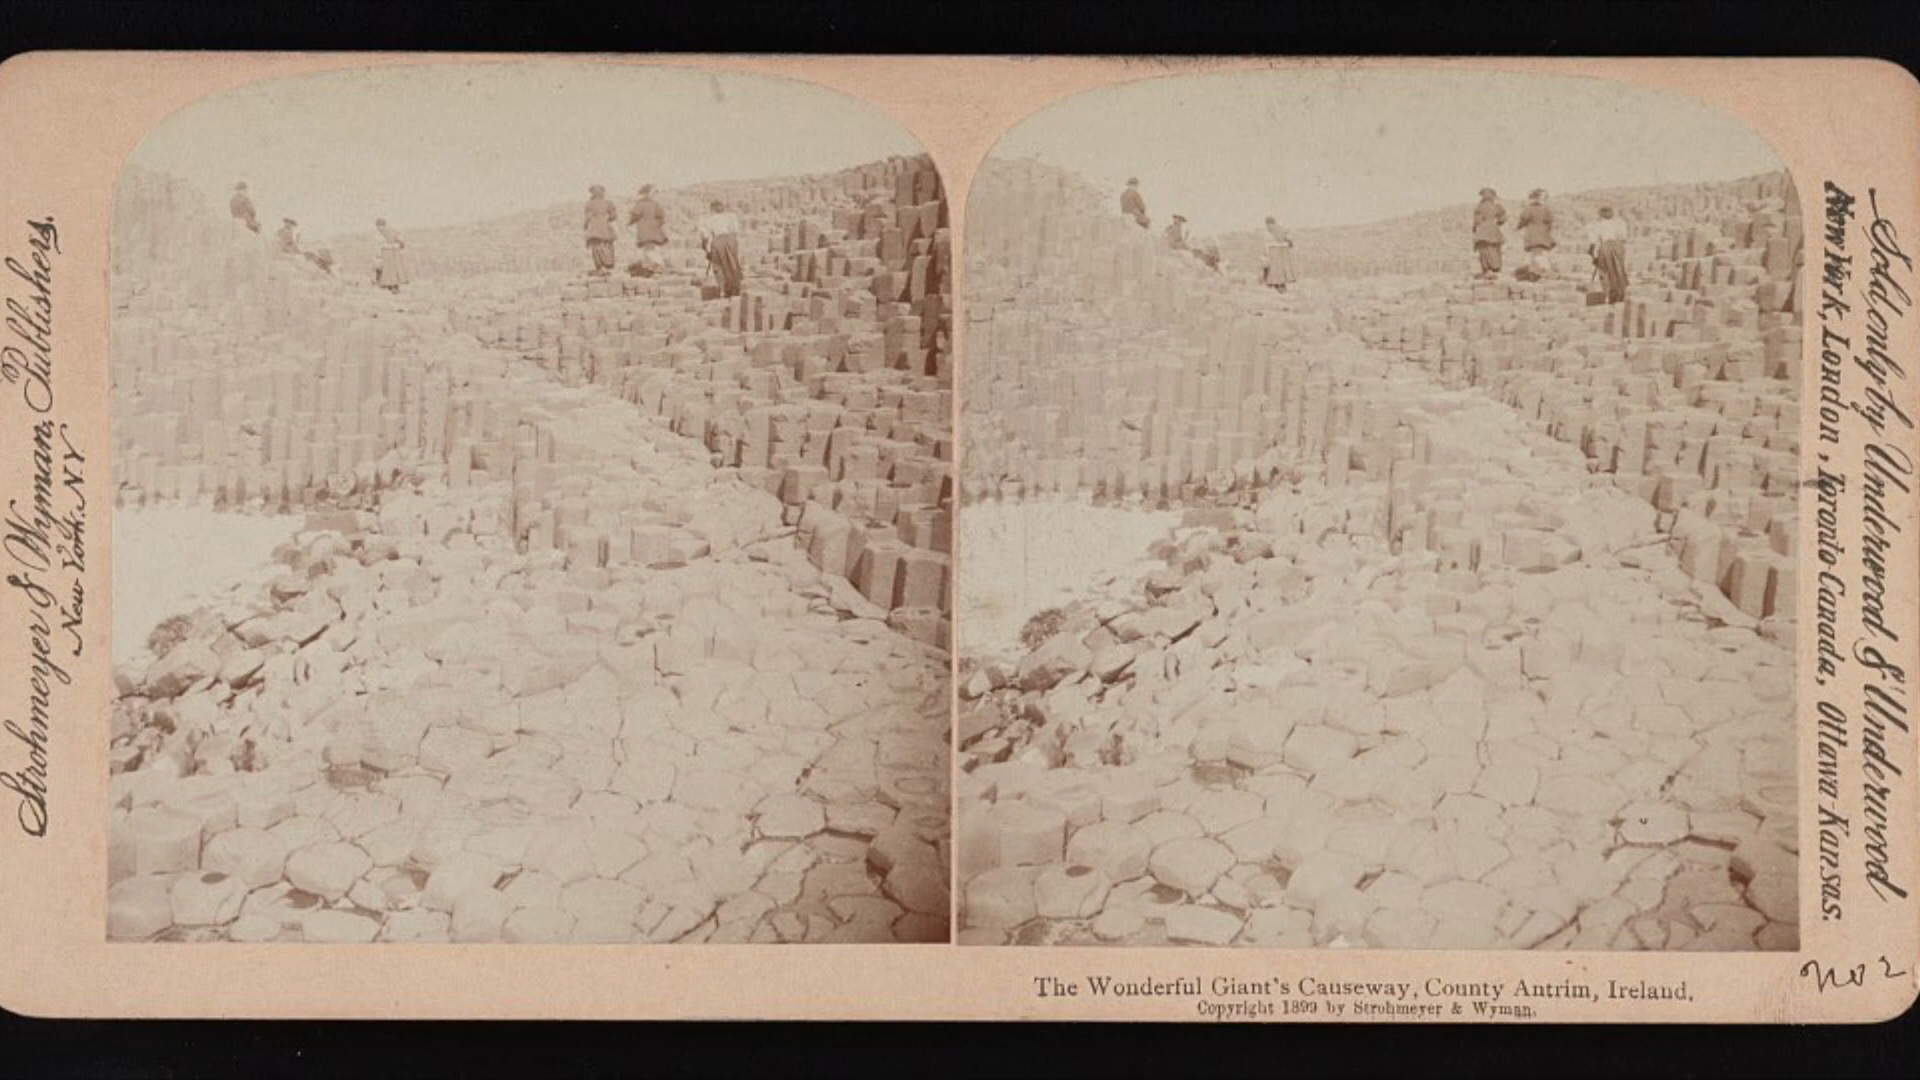 Strohmeyer & Wyman, Publishers,
New York, N.Y.
Sold only by Underwood & Underwood
New York, London, Toronto Canada, Ottawa Kansas.
The Wonderful Giant's Causeway, County Antrim, Ireland,
Copyright 1899 by Strohmeyer & Wyman.
No 2